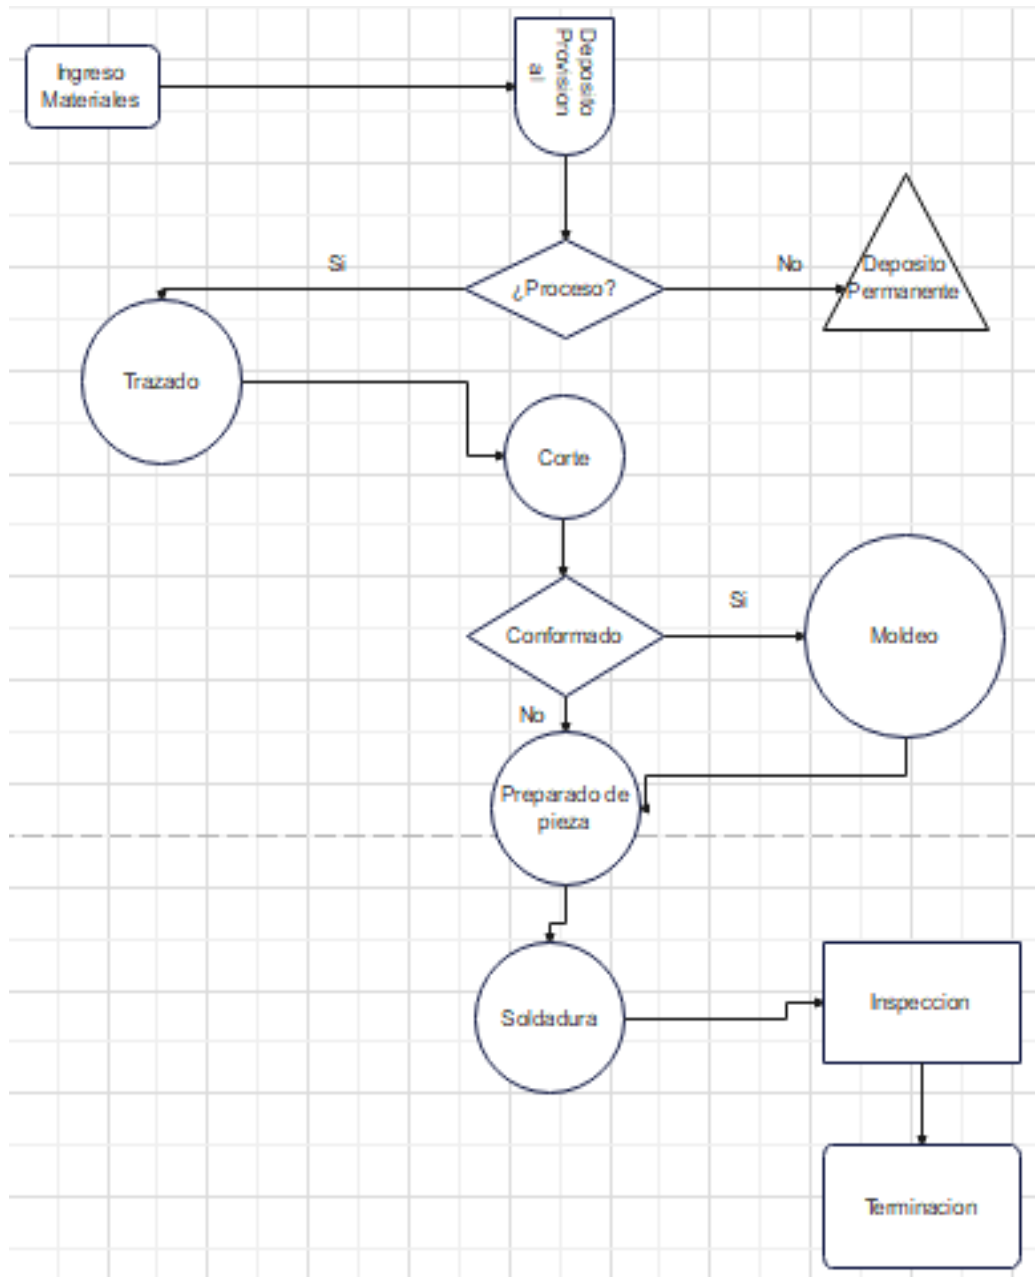 Ingreso
Materiales
Deposito
Provision
al
¿Proceso?
Si
No
Deposito
Permanente
Trazado
Corte
Conformado
Si
Moldeo
No
Preparado de
pieza
Soldadura
Inspeccion
Terminacion